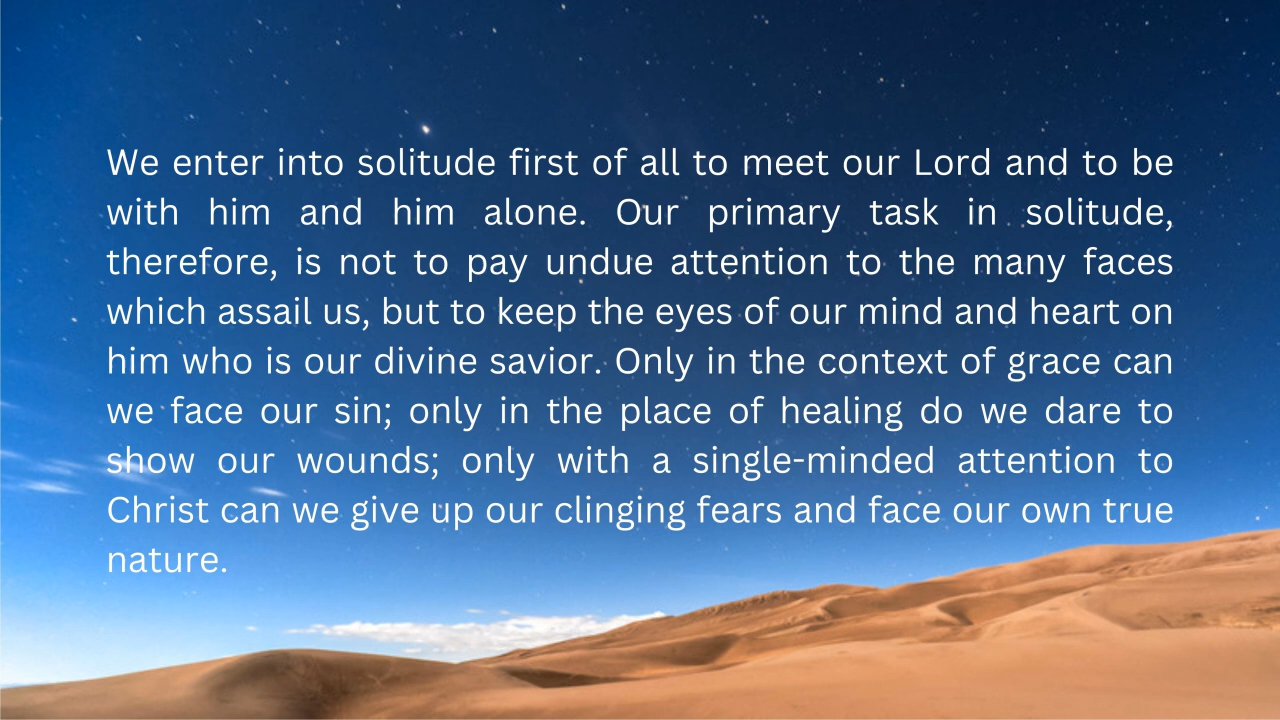 We enter into solitude first of all to meet our Lord and to be
with him and him alone. Our primary task in solitude,
therefore, is not to pay undue attention to the many faces
which assail us, but to keep the eyes of our mind and heart on
him who is our divine savior. Only in the context of grace can
we face our sin; only in the place of healing do we dare to
show our wounds; only with a single-minded attention to
Christ can we give up our clinging fears and face our own true
nature.